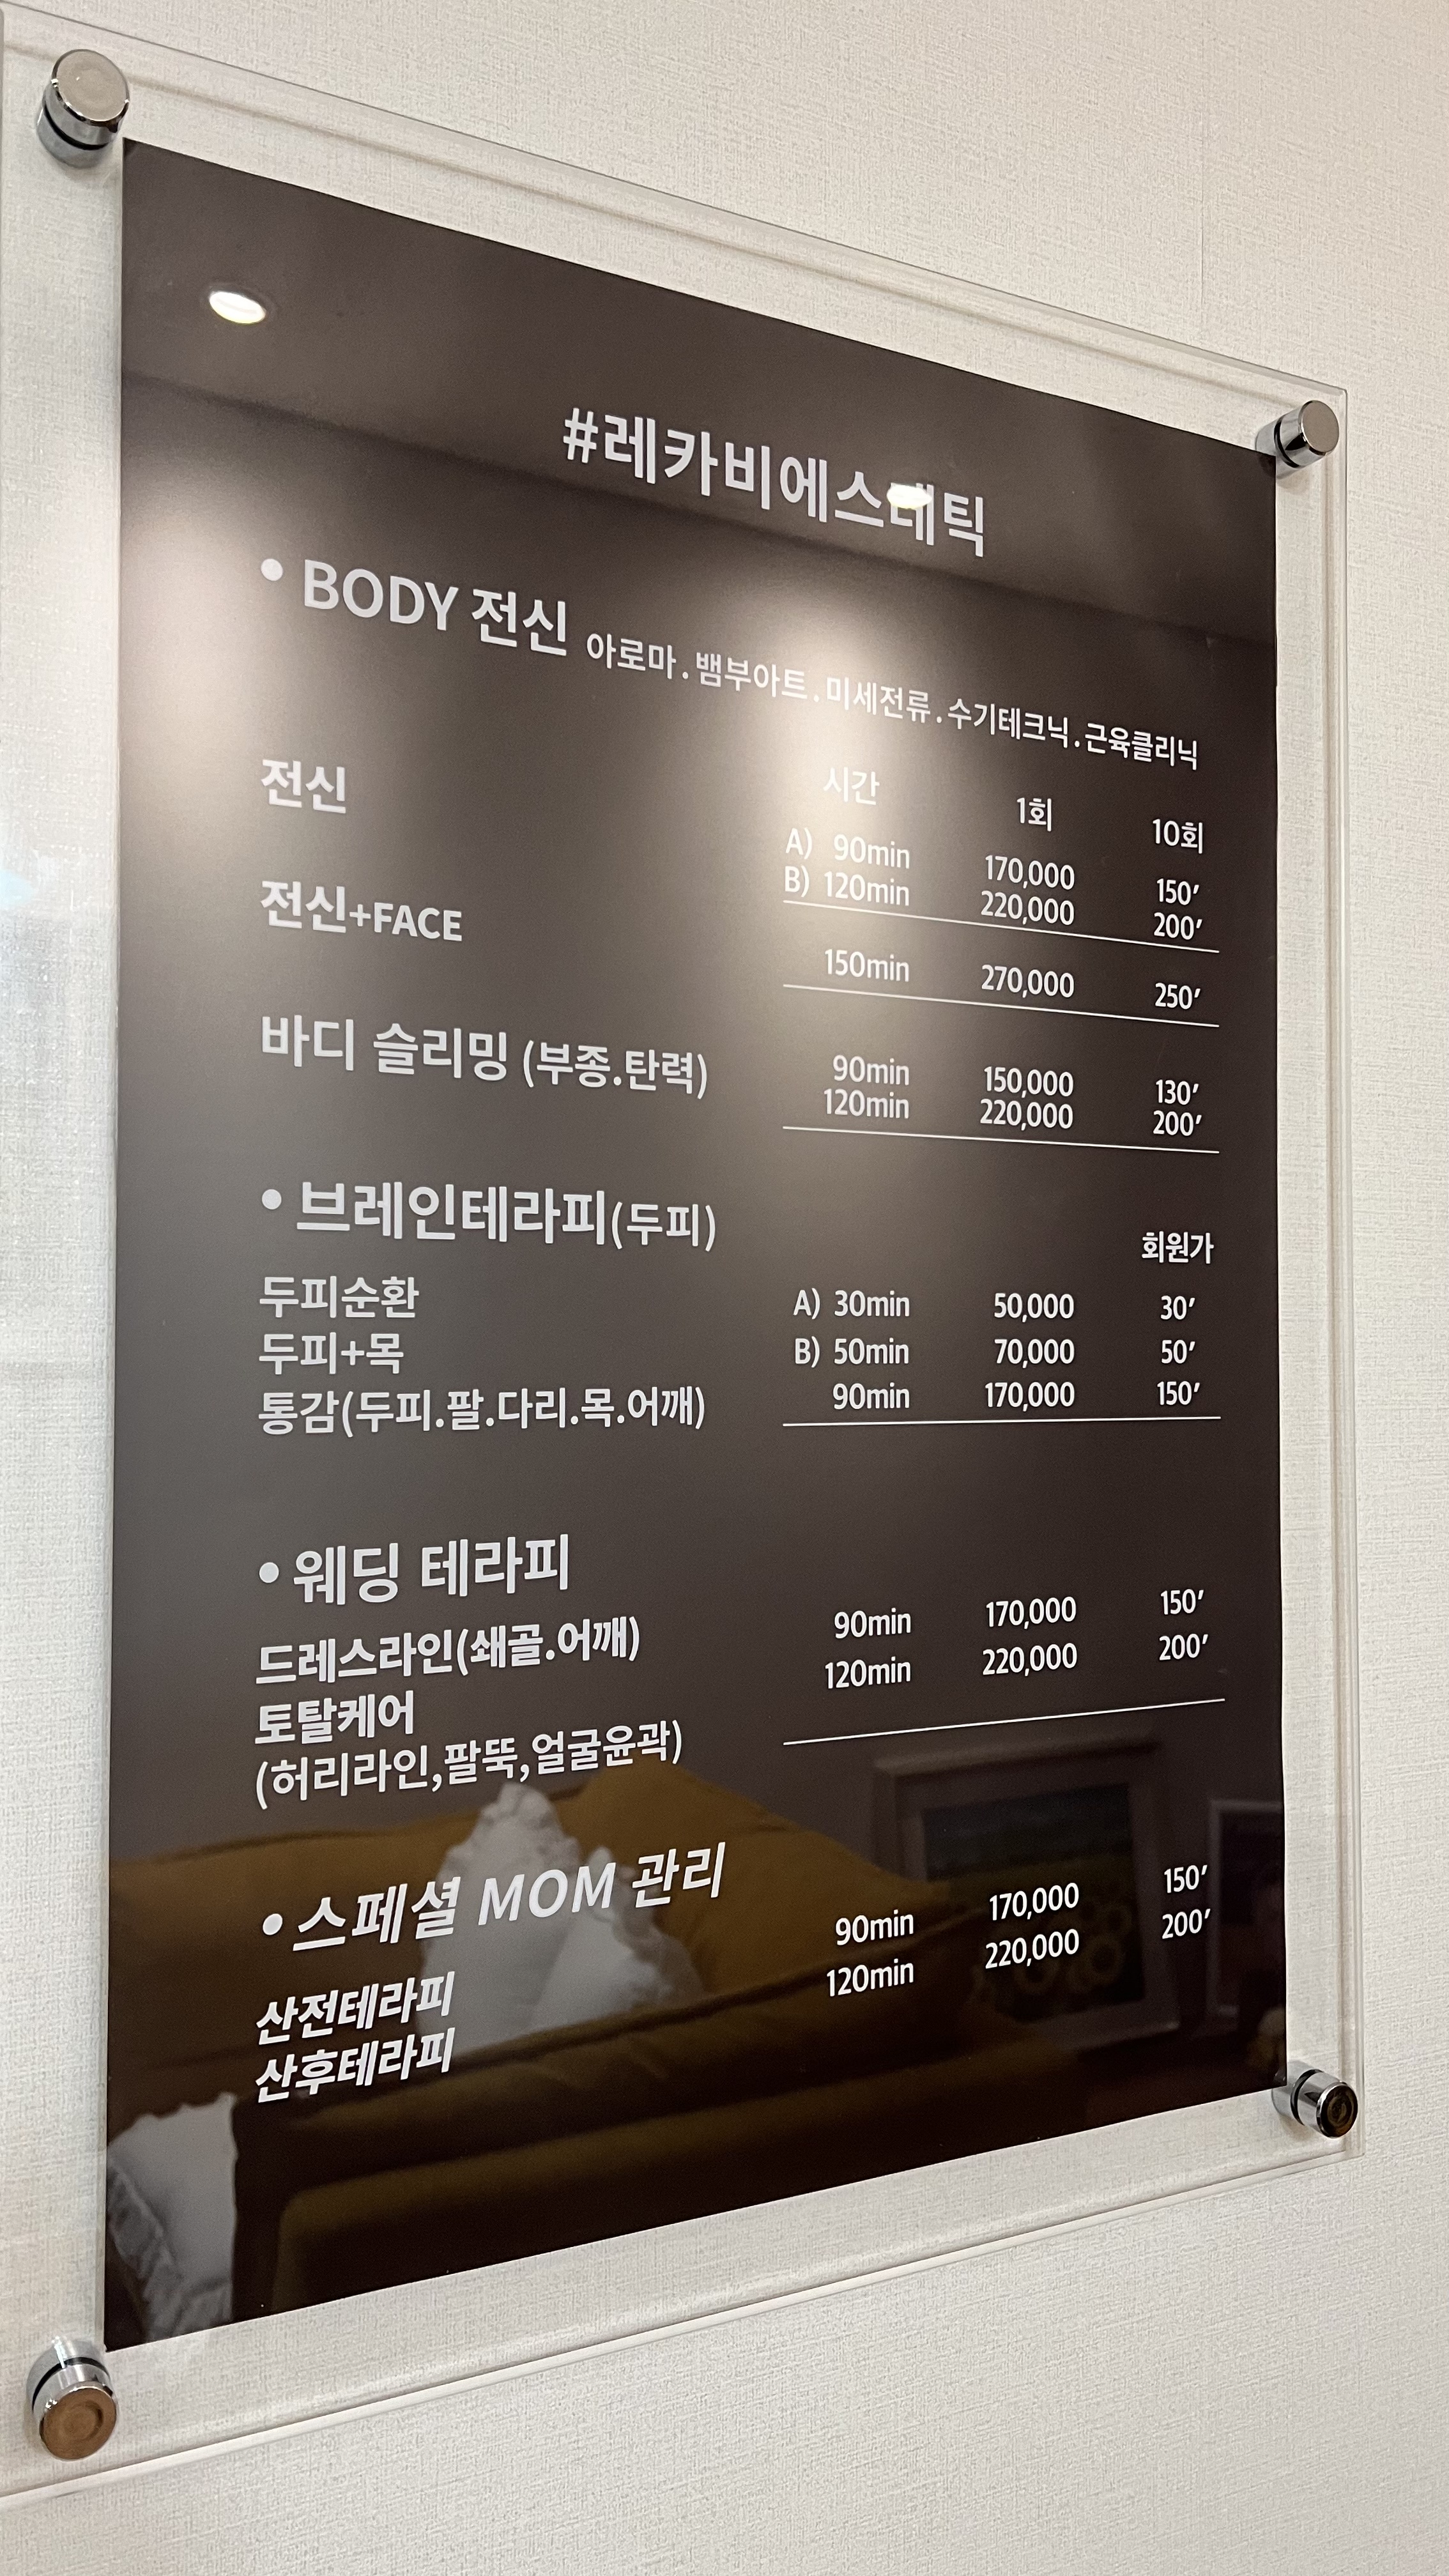 #레카비에스테틱
• BODY 전신 아로마.뱀부아트.미세전류.수기테크닉.근육클리닉
시간 1회 10회
전신 A) 90min 170,000 150′
B) 120min 220,000 200′
전신+FACE 150min 270,000 250′
바디 슬리밍 (부종.탄력) 90min 150,000 130′
120min 220,000 200′
• 브레인테라피(두피) 회원가
두피순환 A) 30min 50,000 30′
두피+목 B) 50min 70,000 50′
통감(두피.팔.다리.목.어깨) 90min 170,000 150′
• 웨딩 테라피
드레스라인(쇄골.어깨) 90min 170,000 150′
토탈케어 120min 220,000 200′
(허리라인,팔뚝,얼굴윤곽)
• 스페셜 MOM 관리
산전테라피 90min 170,000 150′
산후테라피 120min 220,000 200′